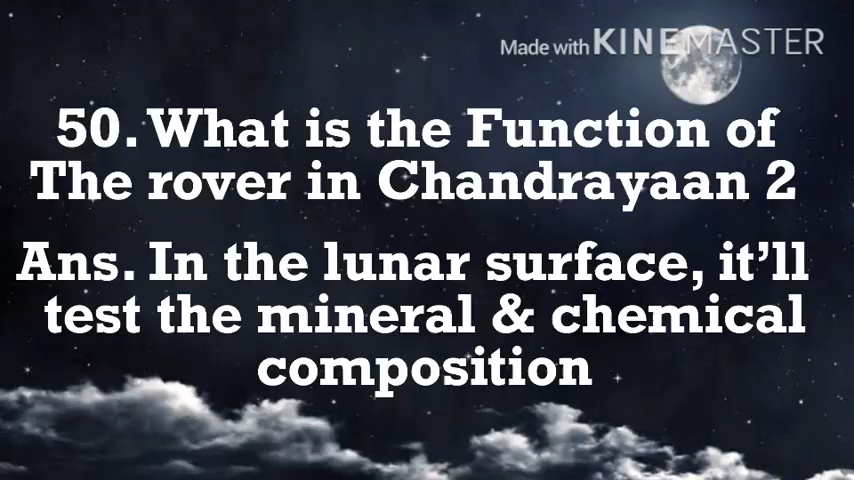 Made with KINEMASTER
50. What is the Function of
The rover in Chandrayaan 2
Ans. In the lunar surface, it'll
test the mineral & chemical
composition